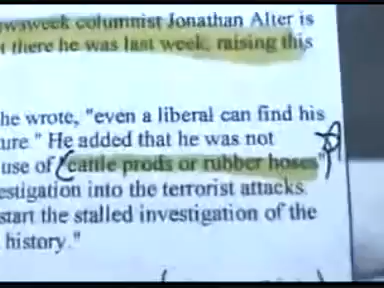 ewsweek columnist Jonathan Alter is
t there he was last week, raising this
he wrote, "even a liberal can find his
ure." He added that he was not
use of "cattle prods or rubber hoses"
estigation into the terrorist attacks.
start the stalled investigation of the
history."